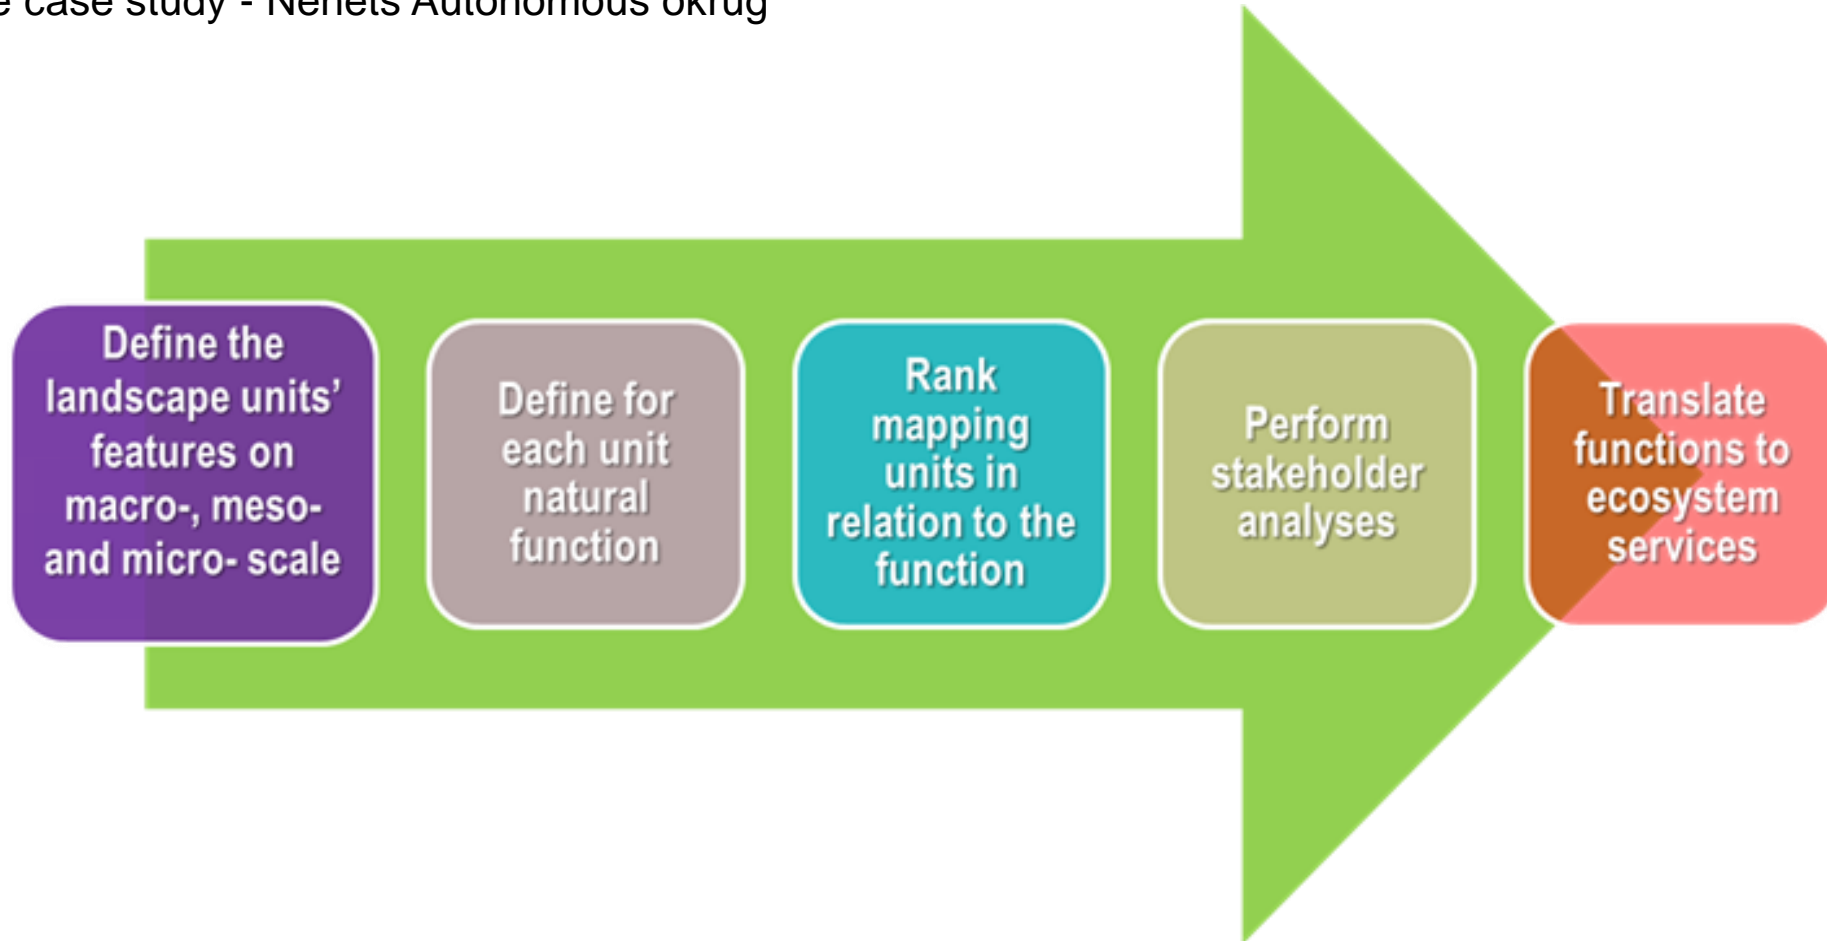 e case study - Nenets Autonomous okrug
Define the
landscape units’
features on
macro-, meso-
and micro- scale
Define for
each unit
natural
function
Rank
mapping
units in
relation to the
function
Perform
stakeholder
analyses
Translate
functions to
ecosystem
services